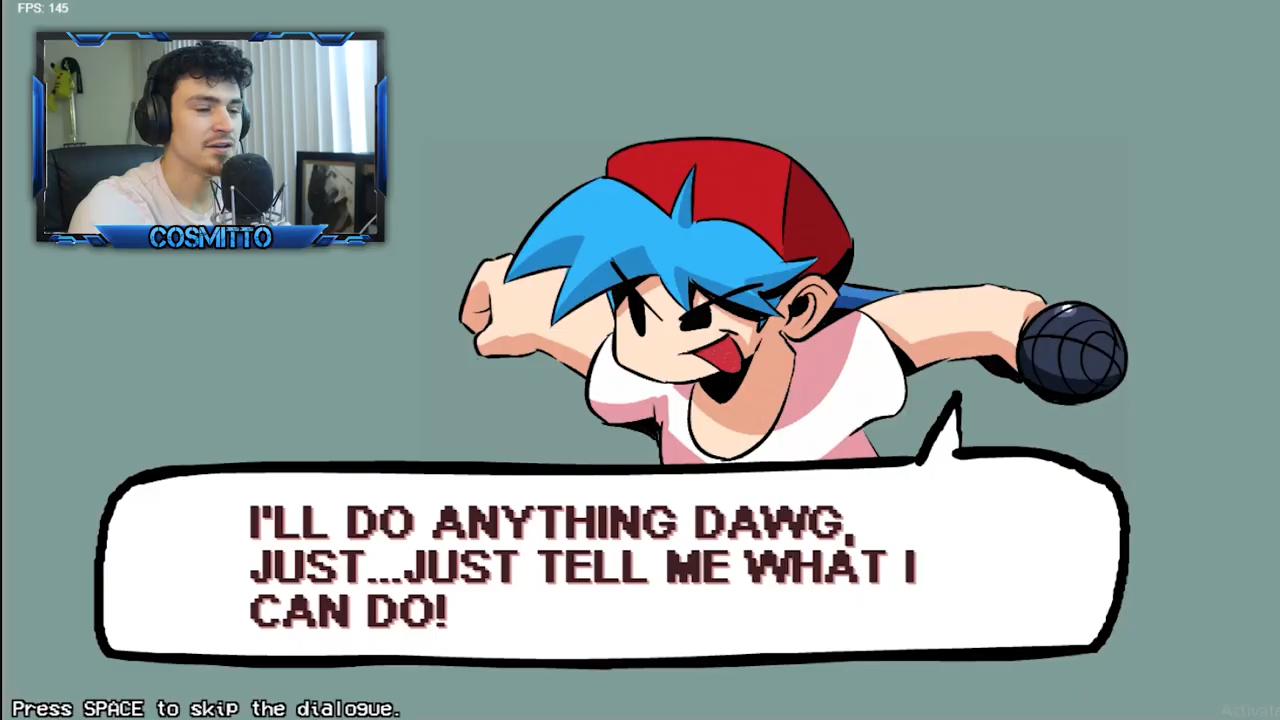 FPS: 145
COSMITTO
I'LL DO ANYTHING DAWG,
JUST...JUST TELL ME WHAT I
CAN DO!
Press SPACE to skip the dialogue.
Activate